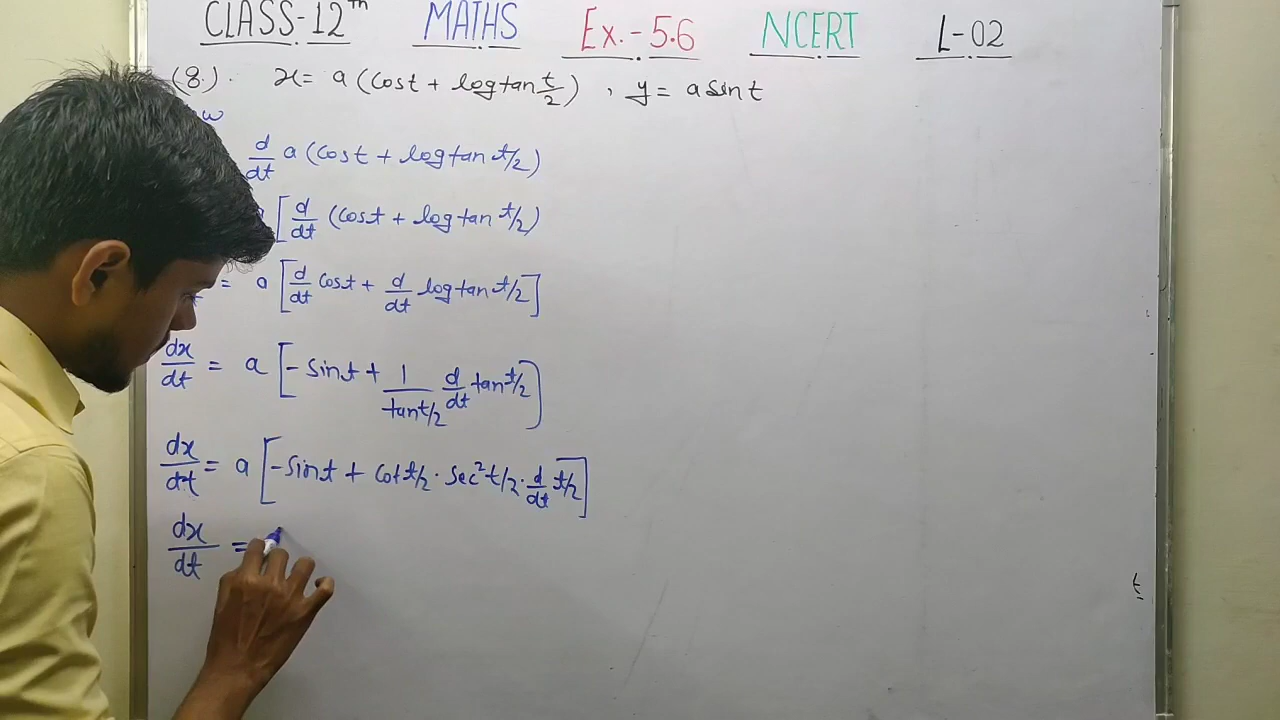 CLASS-12th MATHS Ex.-5.6 NCERT L-02
(8.). x = a (cost + logtan t/2) , y = a sint
w
d/dt a (cost + logtan t/2)
[d/dt (cost + log tan t/2)
= a [d/dt cost + d/dt logtan t/2]
dx/dt = a [- sint + 1/tant/2 d/dt tan t/2]
dx/dt = a [-sint + cot t/2 . sec²t/2 . d/dt t/2]
dx/dt =
t